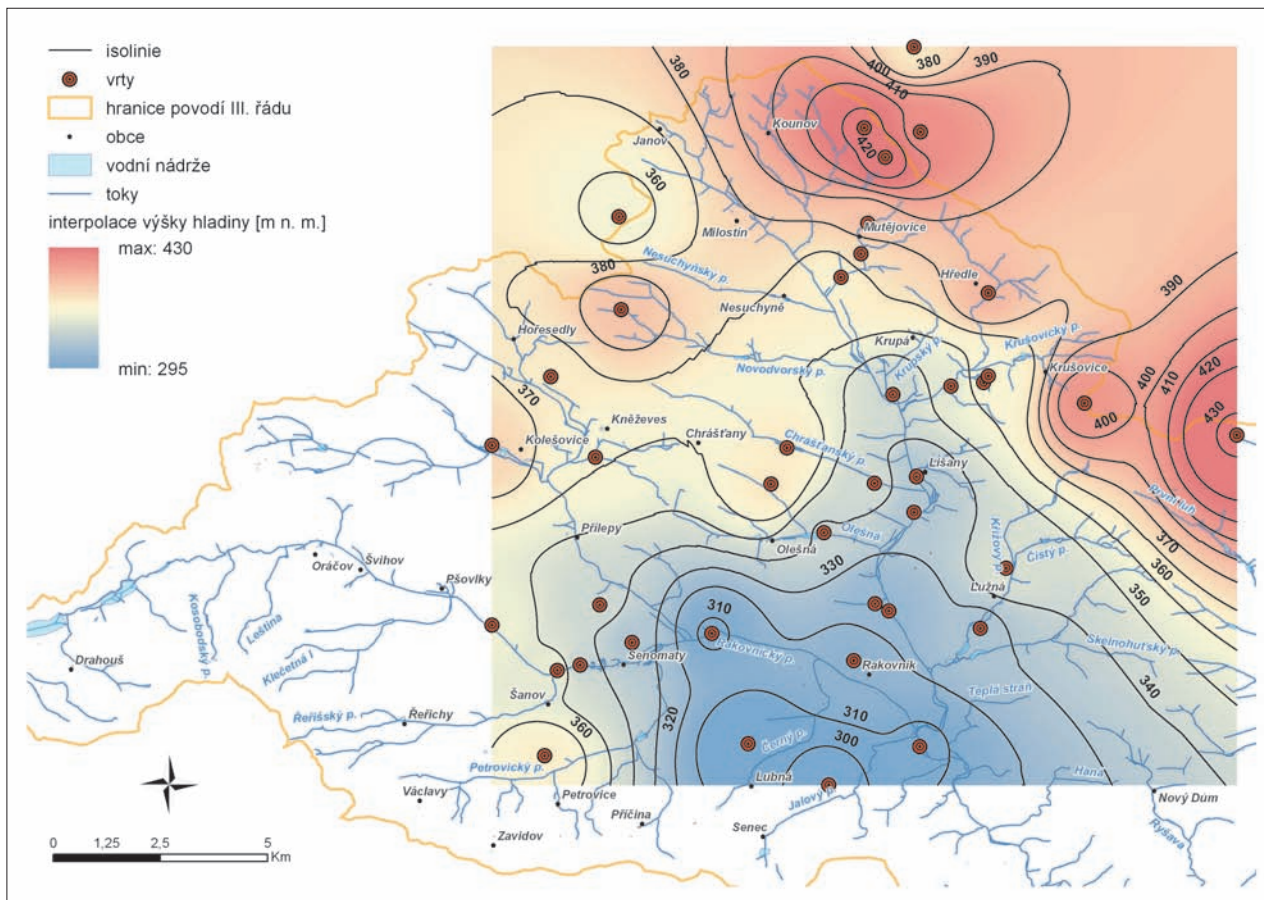 isolinie
vrty
hranice povodí III. řádu
obce
vodní nádrže
toky
interpolace výšky hladiny [m n. m.]
max: 430
min: 295
380
400
380
390
410
420
Kounov
Janov
360
Milostín
Mutějovice
Nesuchyňský p.
380
Hředle
390
Nesuchyně
Hořesedly
Krupá
Krupský p.
Krušovický p.
Novodvorský p.
Krušovice
400
410
420
430
400
370
Kněževes
Kolešovice
Chrášťany
Chrášťanský p.
Lišany
První luh
Přílepy
Olešná
Olešná
Křížový p.
Čistý p.
370
360
350
330
Oráčov
Švihov
Pšovlky
Lužná
Kosobodský p.
Leština
Klečetná I
310
Rakovnický p.
Skelnohuťský p.
Drahouš
Senomaty
Rakovník
Teplá stráň
340
Šanov
Řeřišský p.
Řeřichy
320
310
360
300
Černý p.
Petrovický p.
Hana
Václavy
Petrovice
Lubná
Jalový p.
Nový Dům
Příčina
Senec
Zavidov
Ryšava
0 1,25 2,5 5
Km